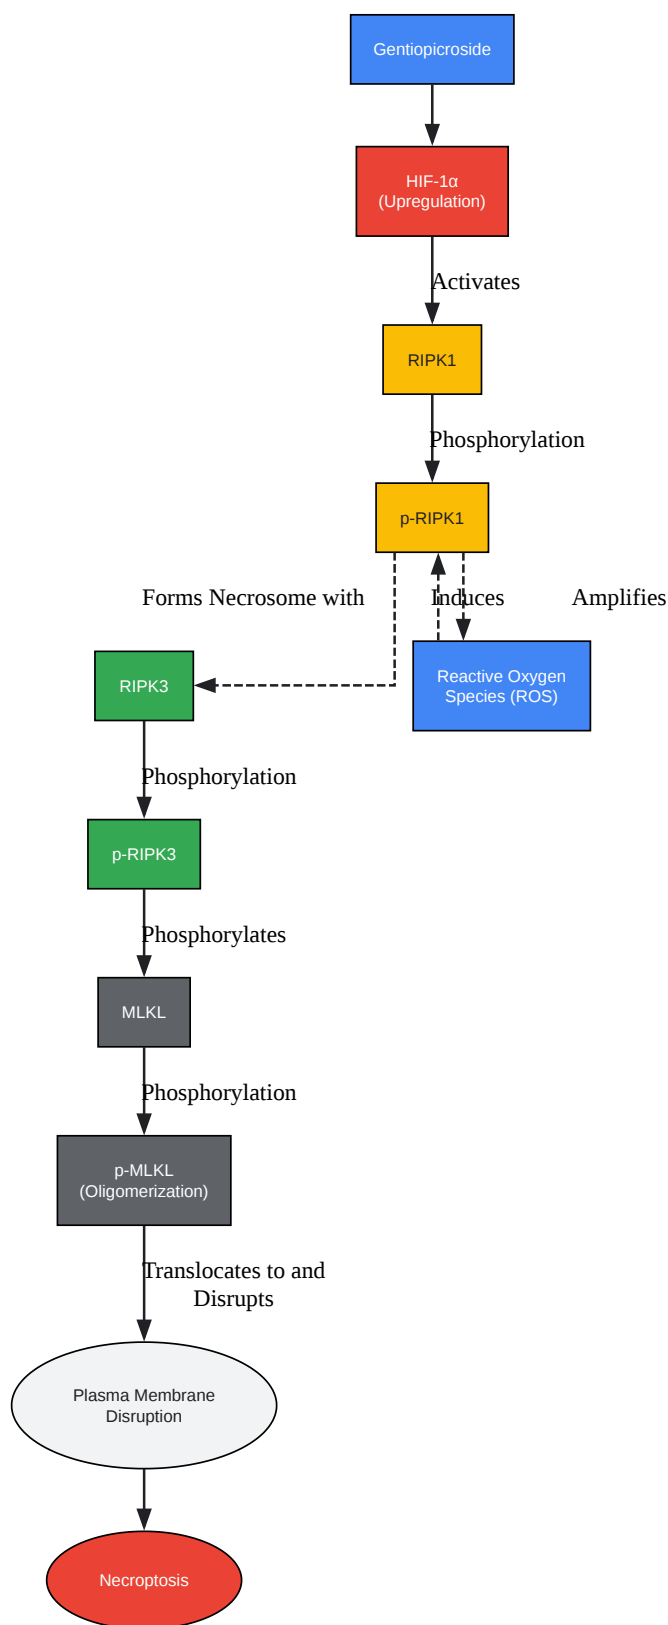 Gentiopicroside
HIF-1α
(Upregulation)
Activates
RIPK1
Phosphorylation
p-RIPK1
Forms Necrosome with
Induces
Amplifies
RIPK3
Reactive Oxygen
Species (ROS)
Phosphorylation
p-RIPK3
Phosphorylates
MLKL
Phosphorylation
p-MLKL
(Oligomerization)
Translocates to and
Disrupts
Plasma Membrane
Disruption
Necroptosis